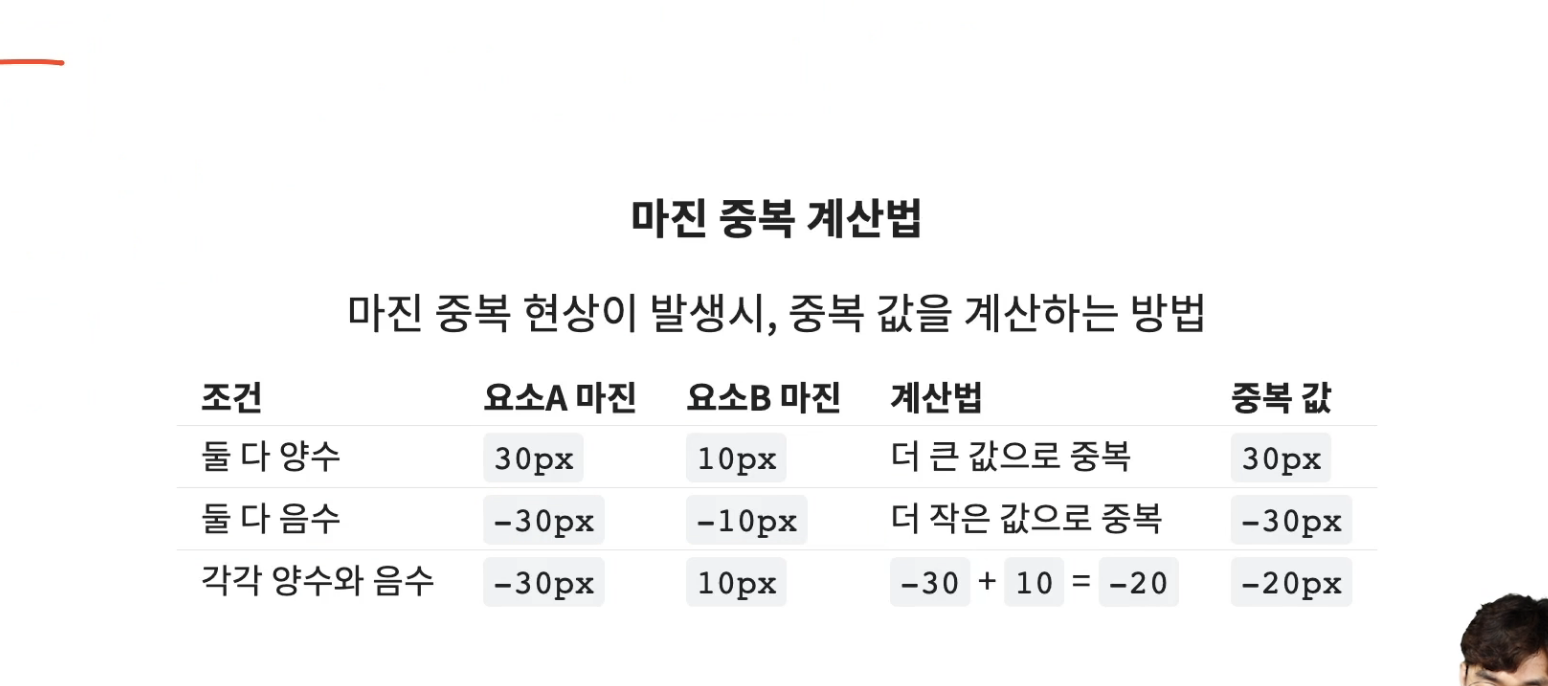 마진 중복 계산법
마진 중복 현상이 발생시, 중복 값을 계산하는 방법
조건 요소A 마진 요소B 마진 계산법 중복 값
둘 다 양수 30px 10px 더 큰 값으로 중복 30px
둘 다 음수 -30px -10px 더 작은 값으로 중복 -30px
각각 양수와 음수 -30px 10px -30 + 10 = -20 -20px